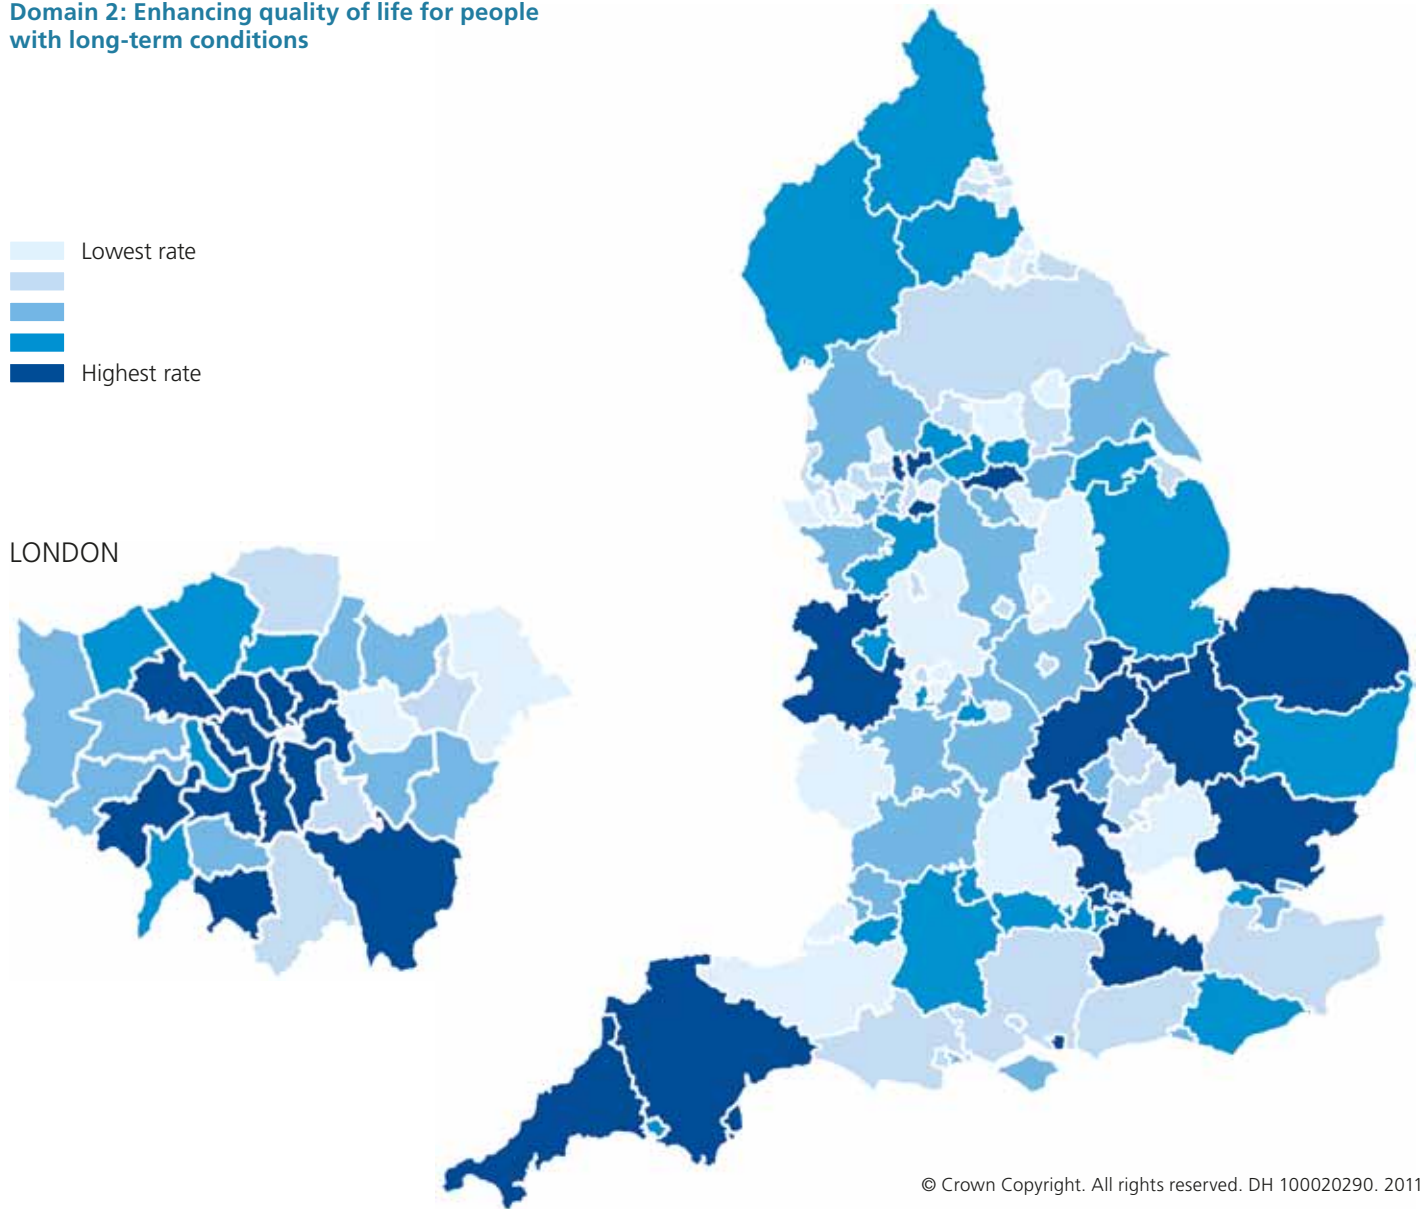 Domain 2: Enhancing quality of life for people
with long-term conditions
Lowest rate
Highest rate
LONDON
© Crown Copyright. All rights reserved. DH 100020290. 2011